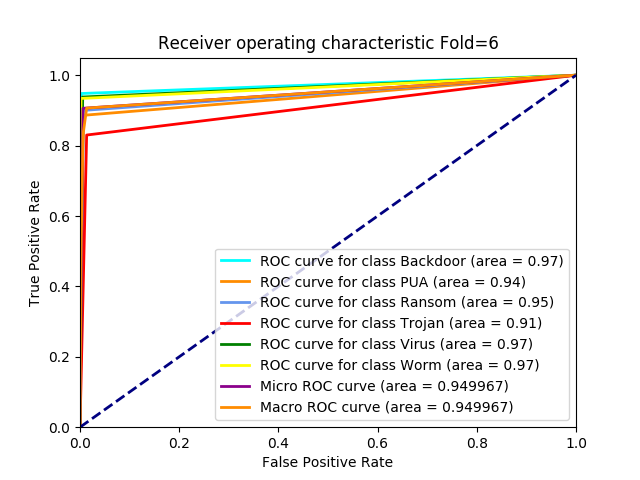 Receiver operating characteristic Fold=6
True Positive Rate
1.0
0.8
0.6
0.4
0.2
0.0
ROC curve for class Backdoor (area = 0.97)
ROC curve for class PUA (area = 0.94)
ROC curve for class Ransom (area = 0.95)
ROC curve for class Trojan (area = 0.91)
ROC curve for class Virus (area = 0.97)
ROC curve for class Worm (area = 0.97)
Micro ROC curve (area = 0.949967)
Macro ROC curve (area = 0.949967)
0.0 0.2 0.4 0.6 0.8 1.0
False Positive Rate